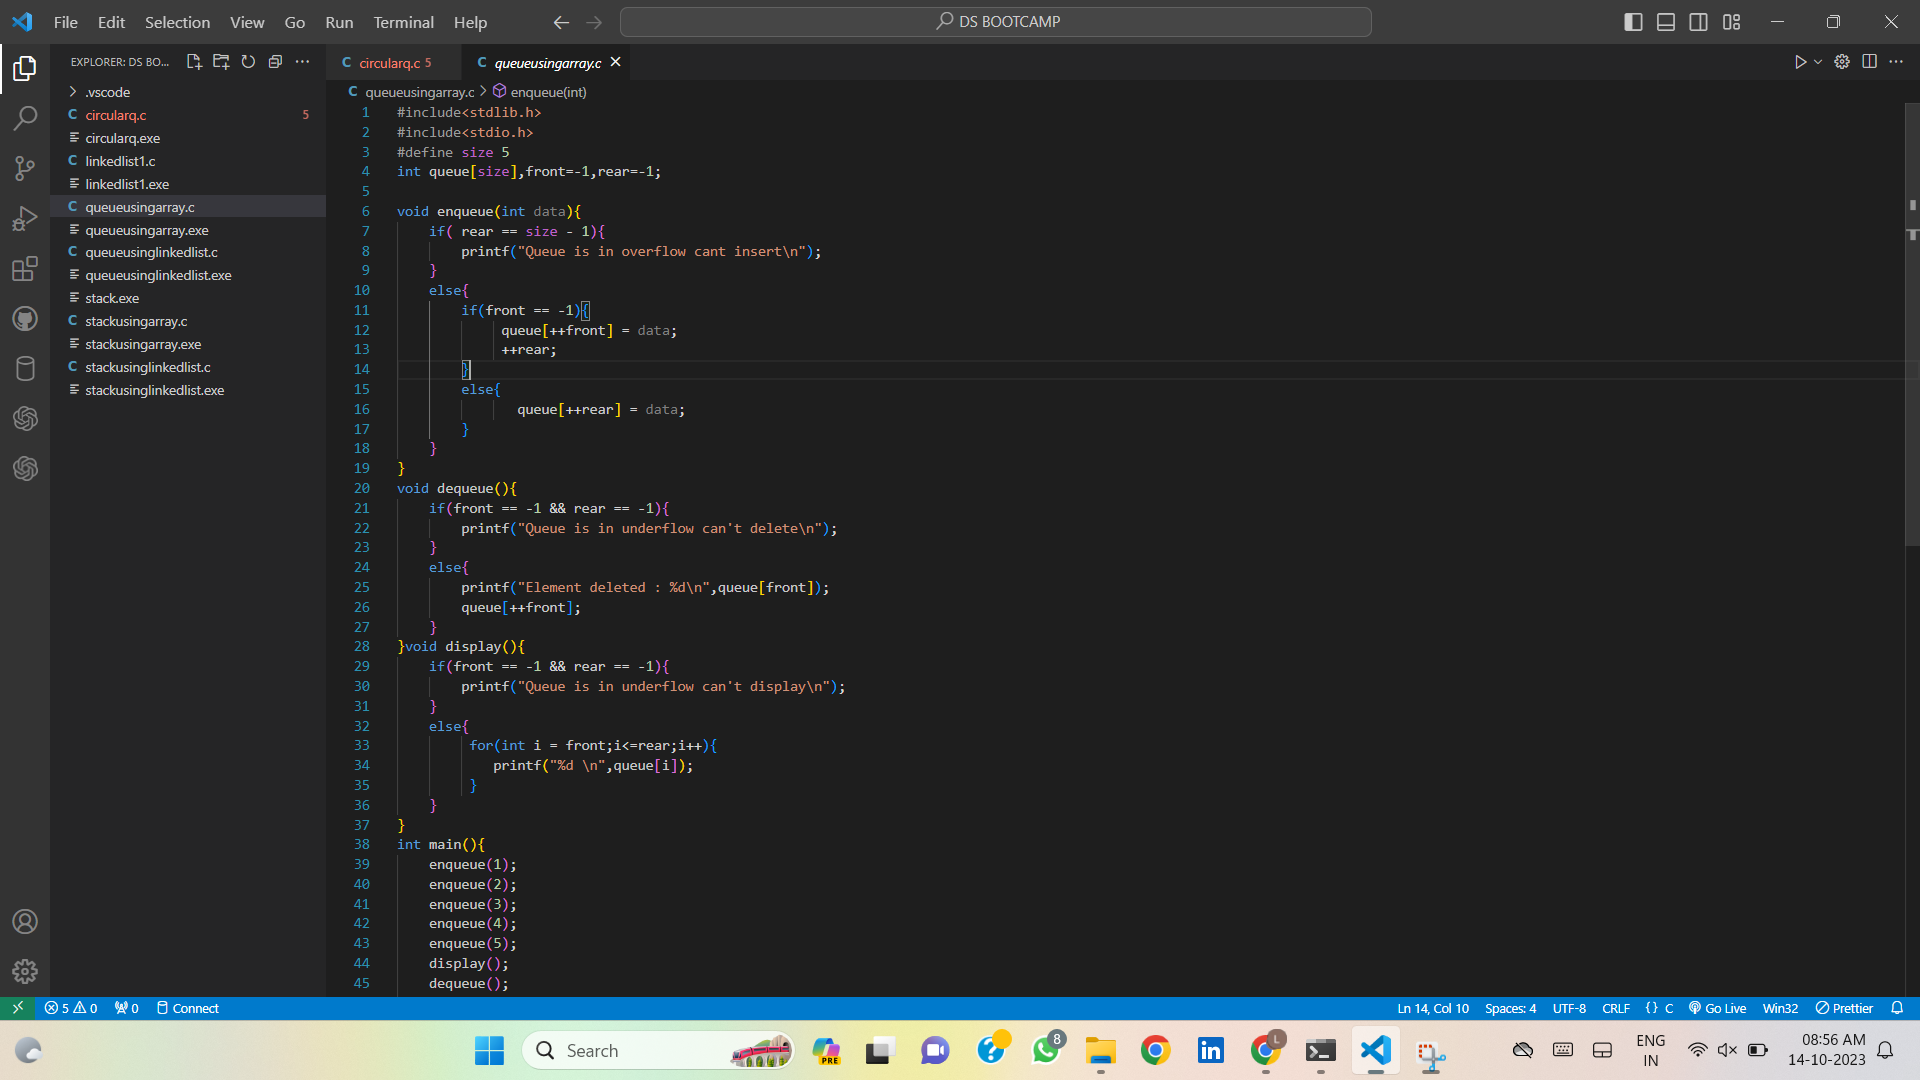 File Edit Selection View Go Run Terminal Help
DS BOOTCAMP
EXPLORER: DS BO...
.vscode
C circularq.c 5
circularq.exe
C linkedlist1.c
linkedlist1.exe
C queueusingarray.c
queueusingarray.exe
C queueusinglinkedlist.c
queueusinglinkedlist.exe
stack.exe
C stackusingarray.c
stackusingarray.exe
C stackusinglinkedlist.c
stackusinglinkedlist.exe
C circularq.c 5
C queueusingarray.c
C queueusingarray.c > enqueue(int)
1 #include<stdlib.h>
2 #include<stdio.h>
3 #define size 5
4 int queue[size],front=-1,rear=-1;
5
6 void enqueue(int data){
7 if( rear == size - 1){
8 printf("Queue is in overflow cant insert\n");
9 }
10 else{
11 if(front == -1){
12 queue[++front] = data;
13 ++rear;
14 }
15 else{
16 queue[++rear] = data;
17 }
18 }
19 }
20 void dequeue(){
21 if(front == -1 && rear == -1){
22 printf("Queue is in underflow can't delete\n");
23 }
24 else{
25 printf("Element deleted : %d\n",queue[front]);
26 queue[++front];
27 }
28 }void display(){
29 if(front == -1 && rear == -1){
30 printf("Queue is in underflow can't display\n");
31 }
32 else{
33 for(int i = front;i<=rear;i++){
34 printf("%d \n",queue[i]);
35 }
36 }
37 }
38 int main(){
39 enqueue(1);
40 enqueue(2);
41 enqueue(3);
42 enqueue(4);
43 enqueue(5);
44 display();
45 dequeue();
5 0 0 Connect
Ln 14, Col 10 Spaces: 4 UTF-8 CRLF {} C Go Live Win32 Prettier
Search
PRE
8
L
ENG
IN
08:56 AM
14-10-2023